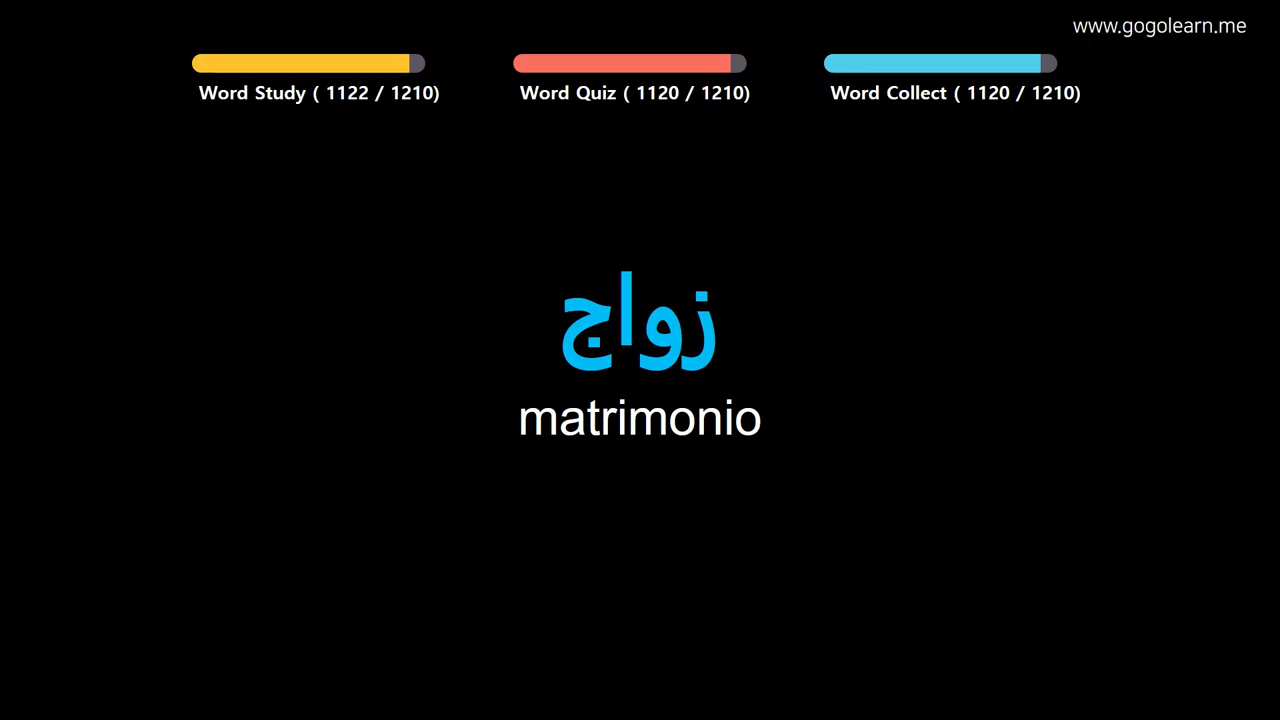 www.gogolearn.me
Word Study ( 1122 / 1210)
Word Quiz ( 1120 / 1210)
Word Collect ( 1120 / 1210)
زواج
matrimonio